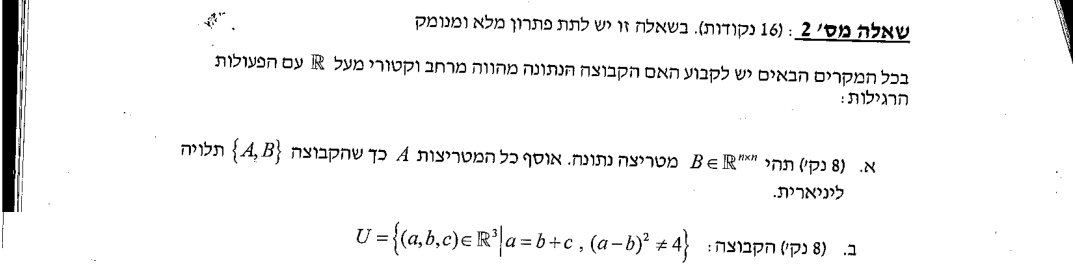 שאלה מס' 2 : (16 נקודות). בשאלה זו יש לתת פתרון מלא ומנומק
בכל המקרים הבאים יש לקבוע האם הקבוצה הנתונה מהווה מרחב וקטורי מעל ℝ עם הפעולות
הרגילות:
א. (8 נק') תהי B ∈ ℝⁿˣⁿ מטריצה נתונה. אוסף כל המטריצות A כך שהקבוצה {A, B} תלויה
ליניארית.
ב. (8 נק') הקבוצה: U = {(a,b,c) ∈ ℝ³ | a = b + c , (a − b)² ≠ 4}